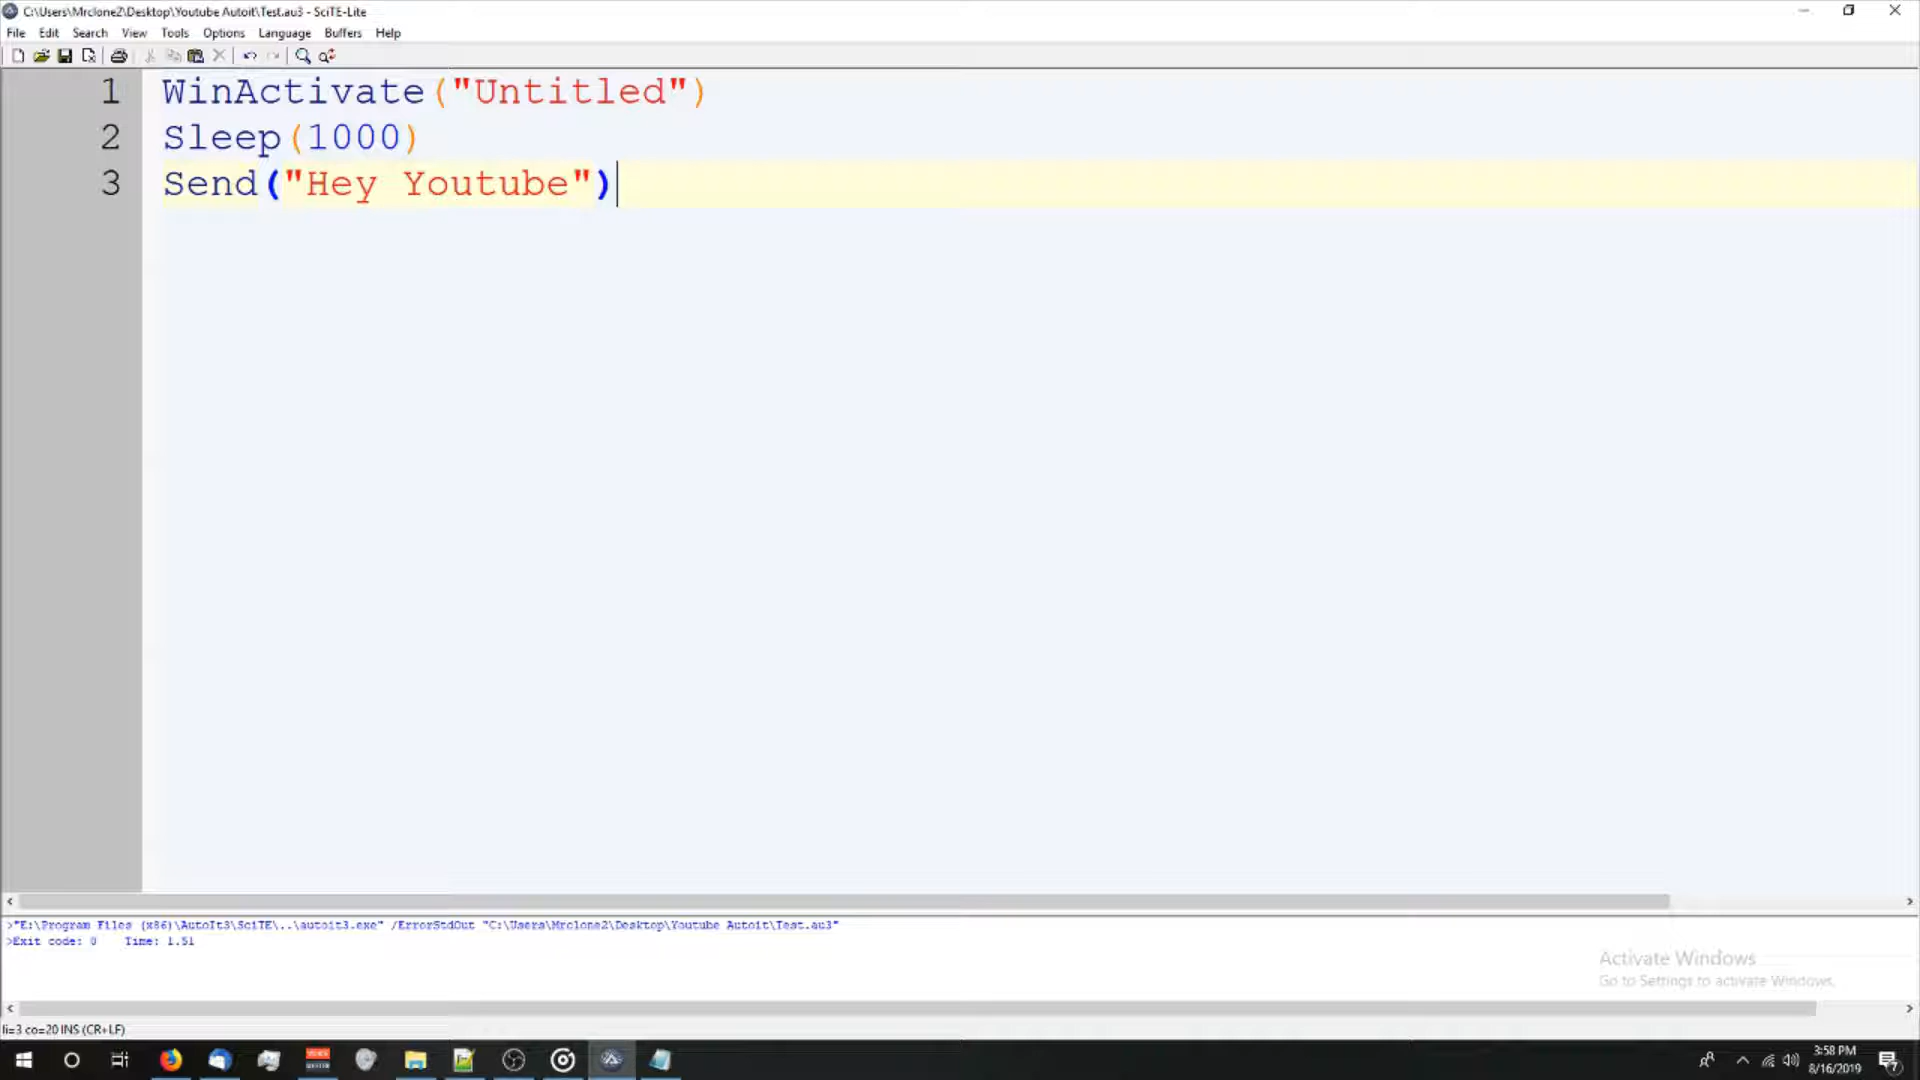 C:\Users\Mrclone2\Desktop\Youtube Autoit\Test.au3 - SciTE-Lite
File Edit Search View Tools Options Language Buffers Help
1 WinActivate("Untitled")
2 Sleep(1000)
3 Send("Hey Youtube")
>"E:\Program Files (x86)\AutoIt3\SciTE\..\autoit3.exe" /ErrorStdOut "C:\Users\Mrclone2\Desktop\Youtube Autoit\Test.au3"
>Exit code: 0 Time: 1.51
Activate Windows
Go to Settings to activate Windows.
li=3 co=20 INS (CR+LF)
3:58 PM
8/16/2019
7